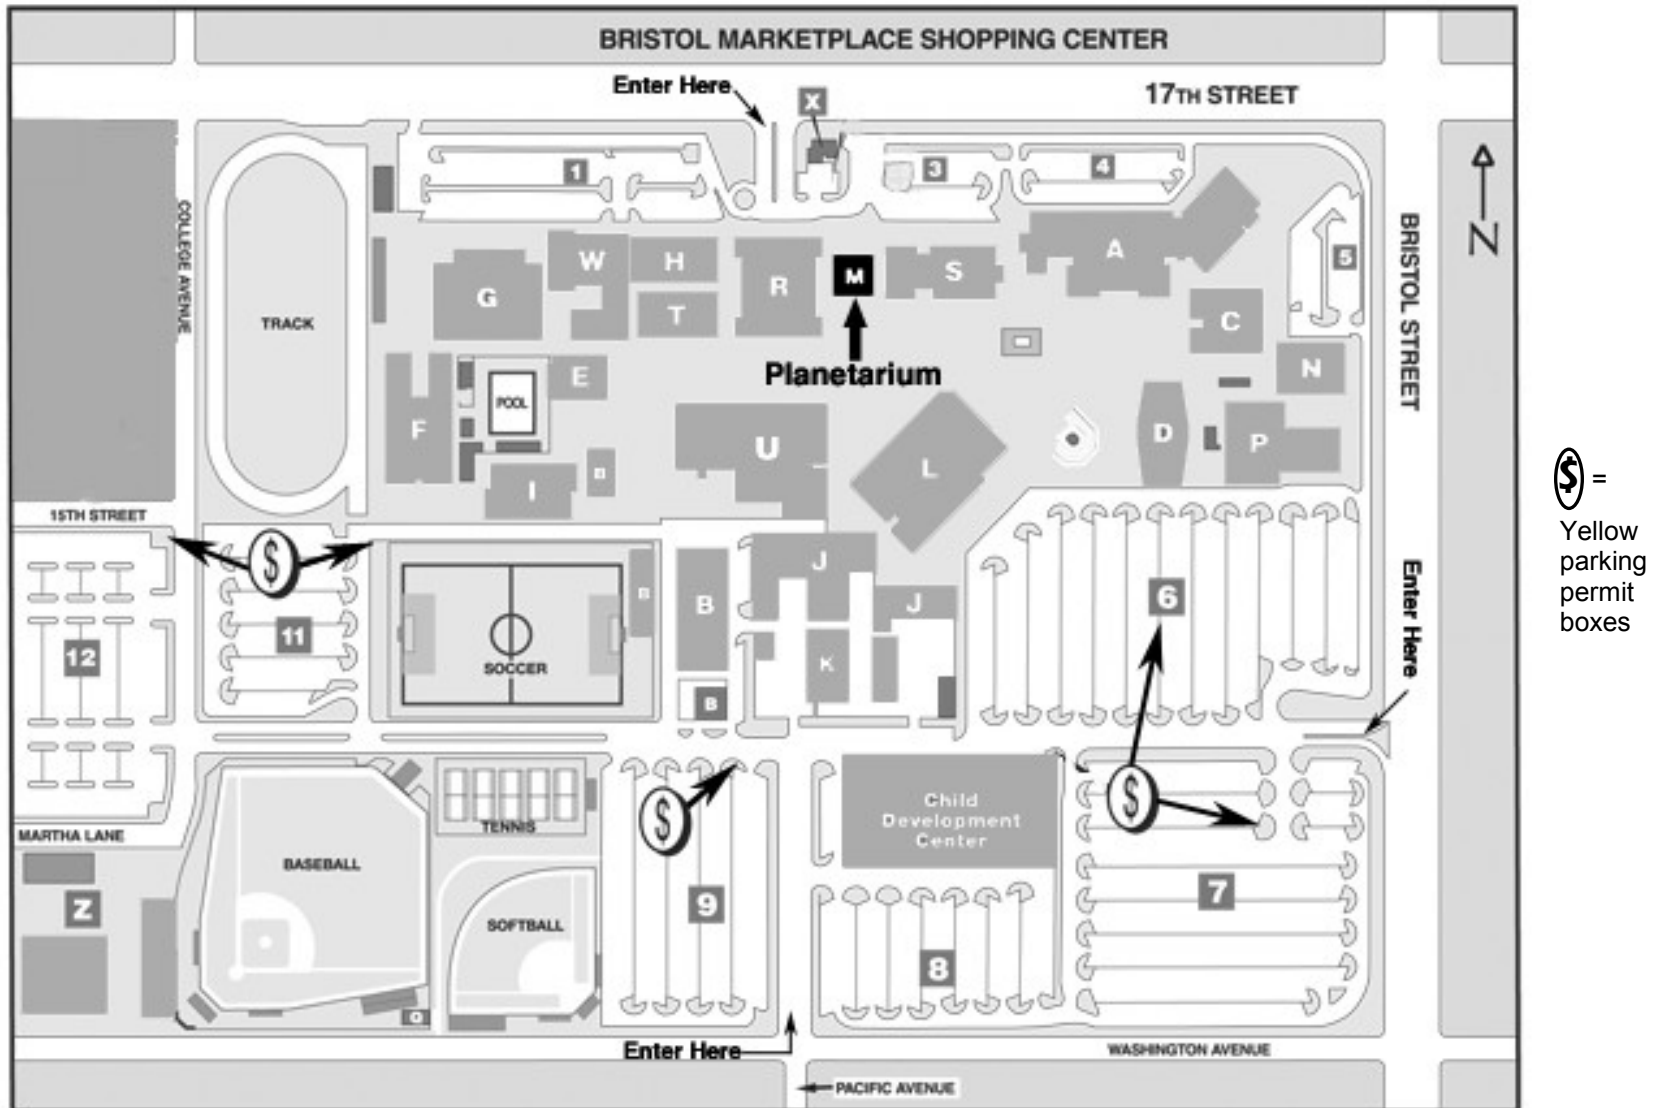 BRISTOL MARKETPLACE SHOPPING CENTER
Enter Here
17TH STREET
X
1
3
4
5
N
COLLEGE AVENUE
BRISTOL STREET
TRACK
G
W
H
T
R
M
S
A
C
N
Planetarium
F
POOL
E
I
B
U
L
D
P
15TH STREET
$
$ =
Yellow
parking
permit
boxes
12
11
SOCCER
B
B
B
J
J
K
6
Enter Here
MARTHA LANE
Z
BASEBALL
TENNIS
SOFTBALL
$
9
Child
Development
Center
$
7
8
Enter Here
WASHINGTON AVENUE
PACIFIC AVENUE